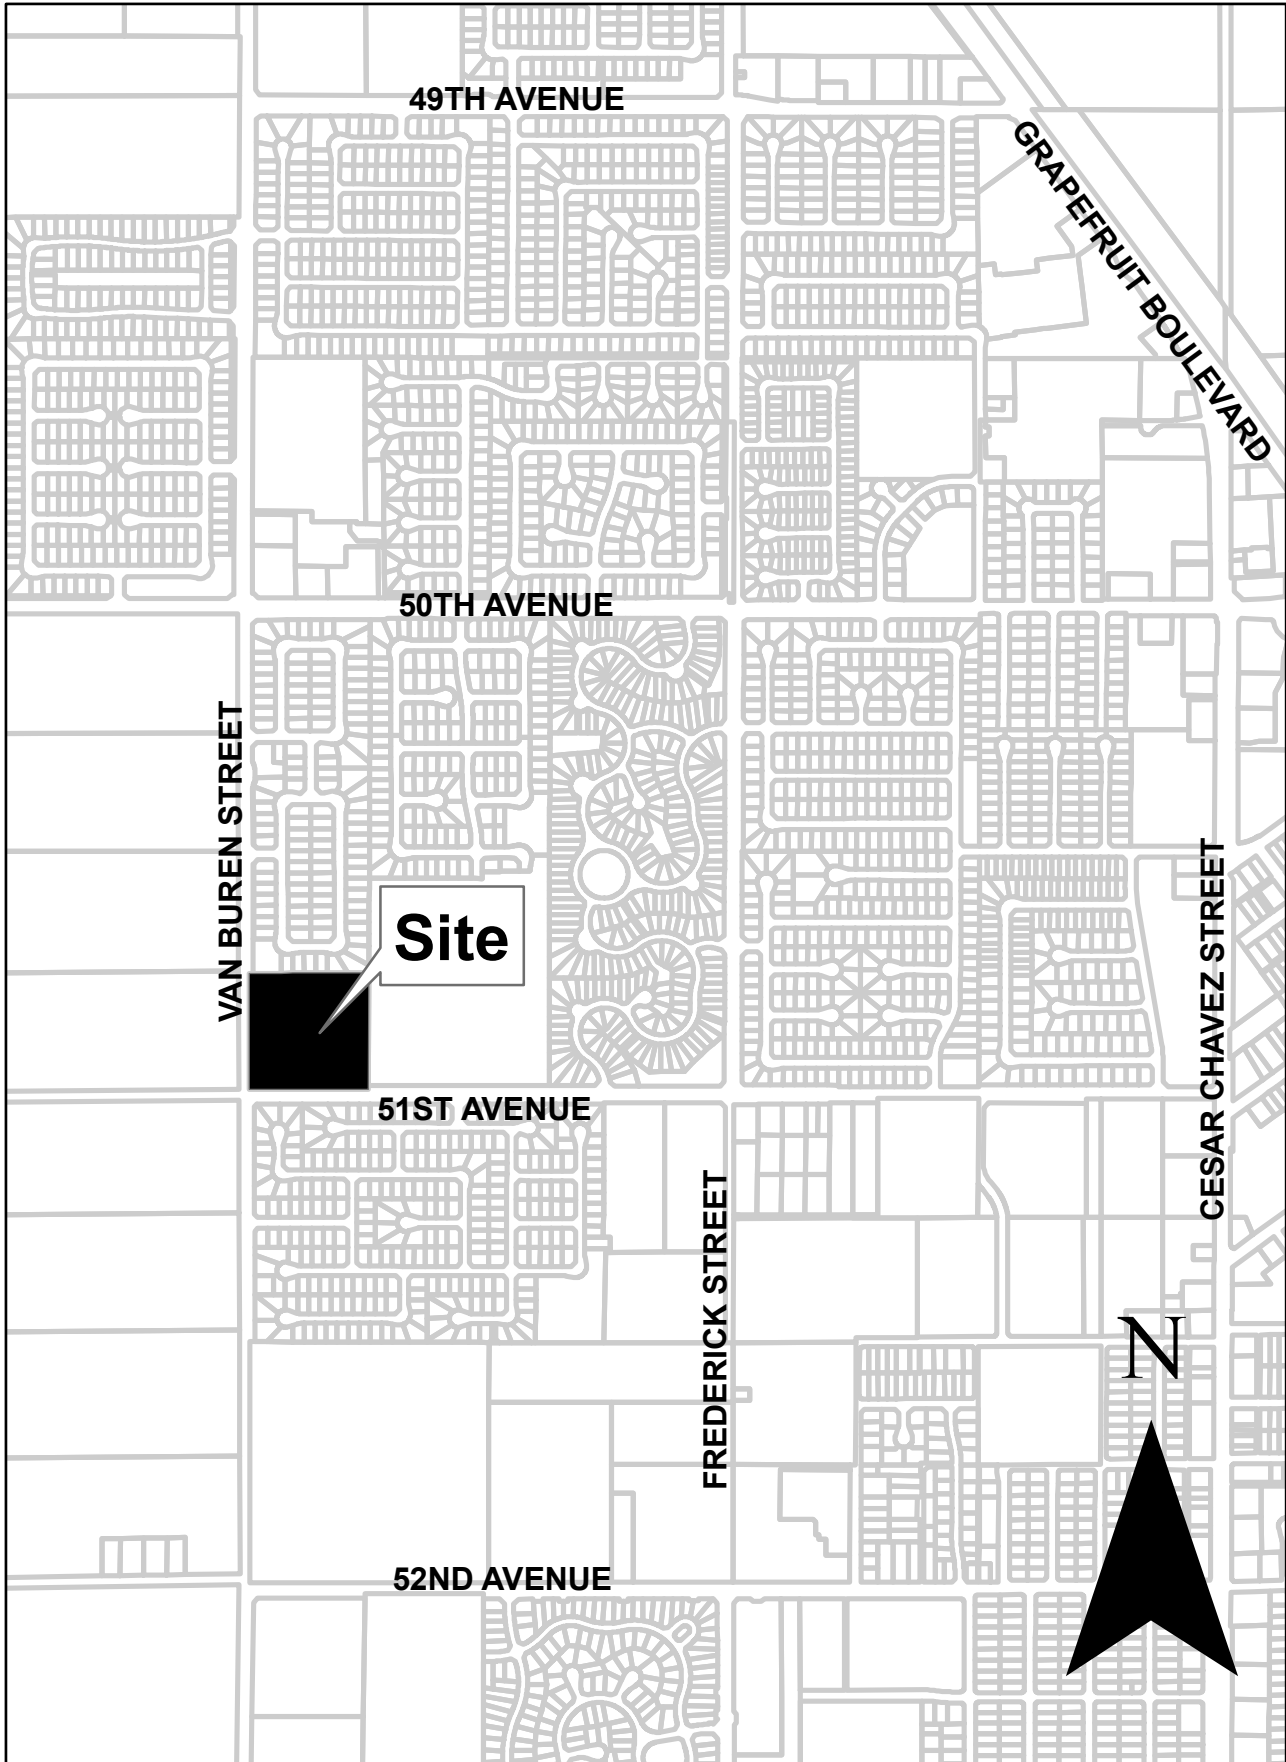 49TH AVENUE
GRAPEFRUIT BOULEVARD
50TH AVENUE
VAN BUREN STREET
Site
CESAR CHAVEZ STREET
51ST AVENUE
FREDERICK STREET
N
52ND AVENUE